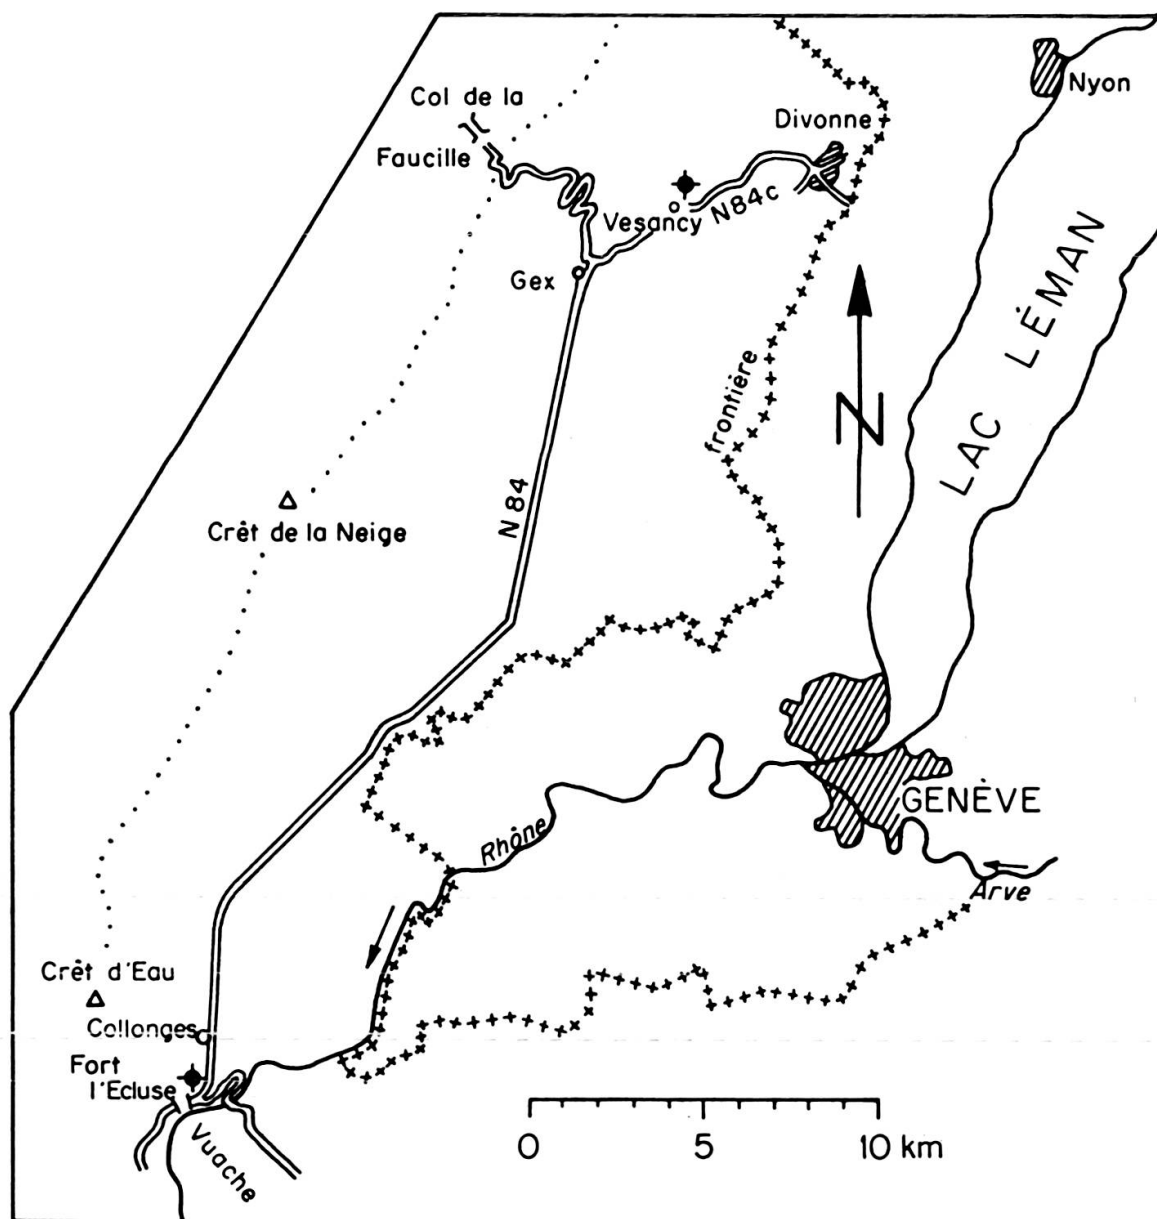 Nyon
Col de la
Faucille
Divonne
Vesancy
N84c
Gex
LAC LÉMAN
frontière
N
N 84
Crêt de la Neige
GENÈVE
Rhône
Arve
Crêt d'Eau
Collonges
Fort
l'Ecluse
Vuache
0 5 10 km